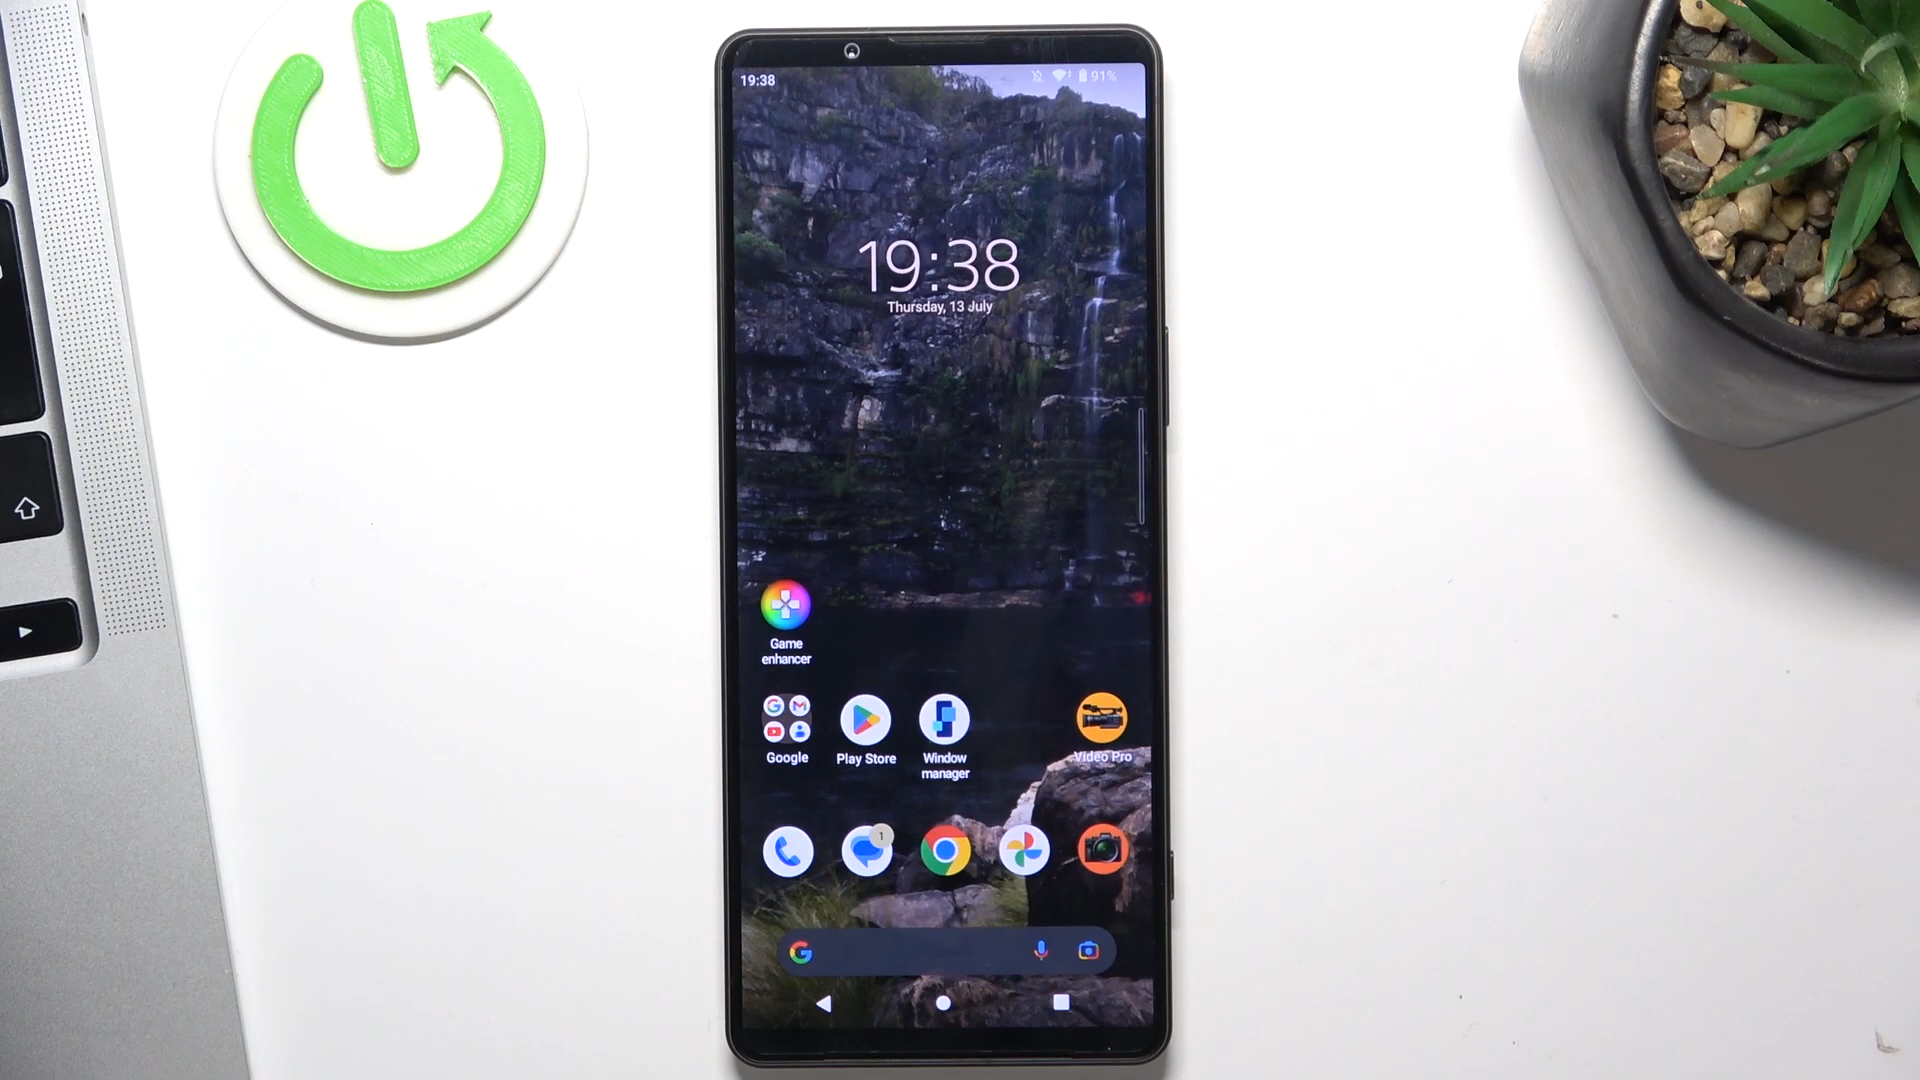 19:38
91%
19:38
Thursday, 13 July
Game
enhancer
Google
Play Store
Window
manager
Video Pro
1